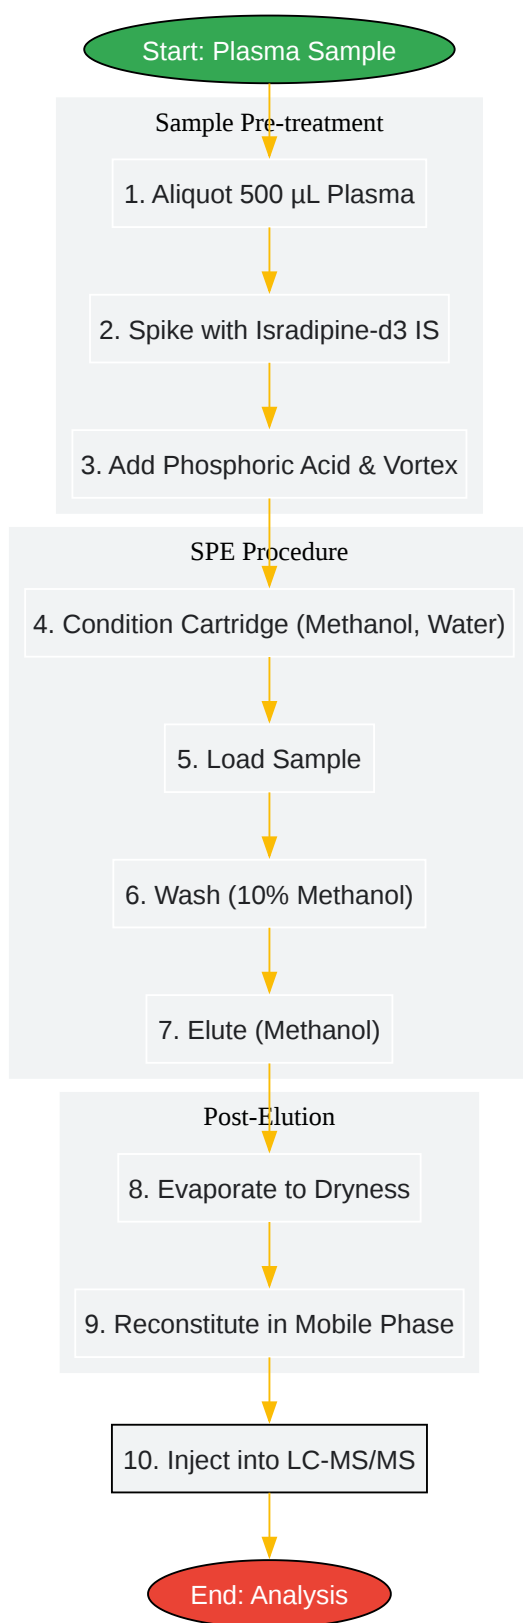 Start: Plasma Sample
Sample Pre-treatment
1. Aliquot 500 µL Plasma
2. Spike with Isradipine-d3 IS
3. Add Phosphoric Acid & Vortex
SPE Procedure
4. Condition Cartridge (Methanol, Water)
5. Load Sample
6. Wash (10% Methanol)
7. Elute (Methanol)
Post-Elution
8. Evaporate to Dryness
9. Reconstitute in Mobile Phase
10. Inject into LC-MS/MS
End: Analysis